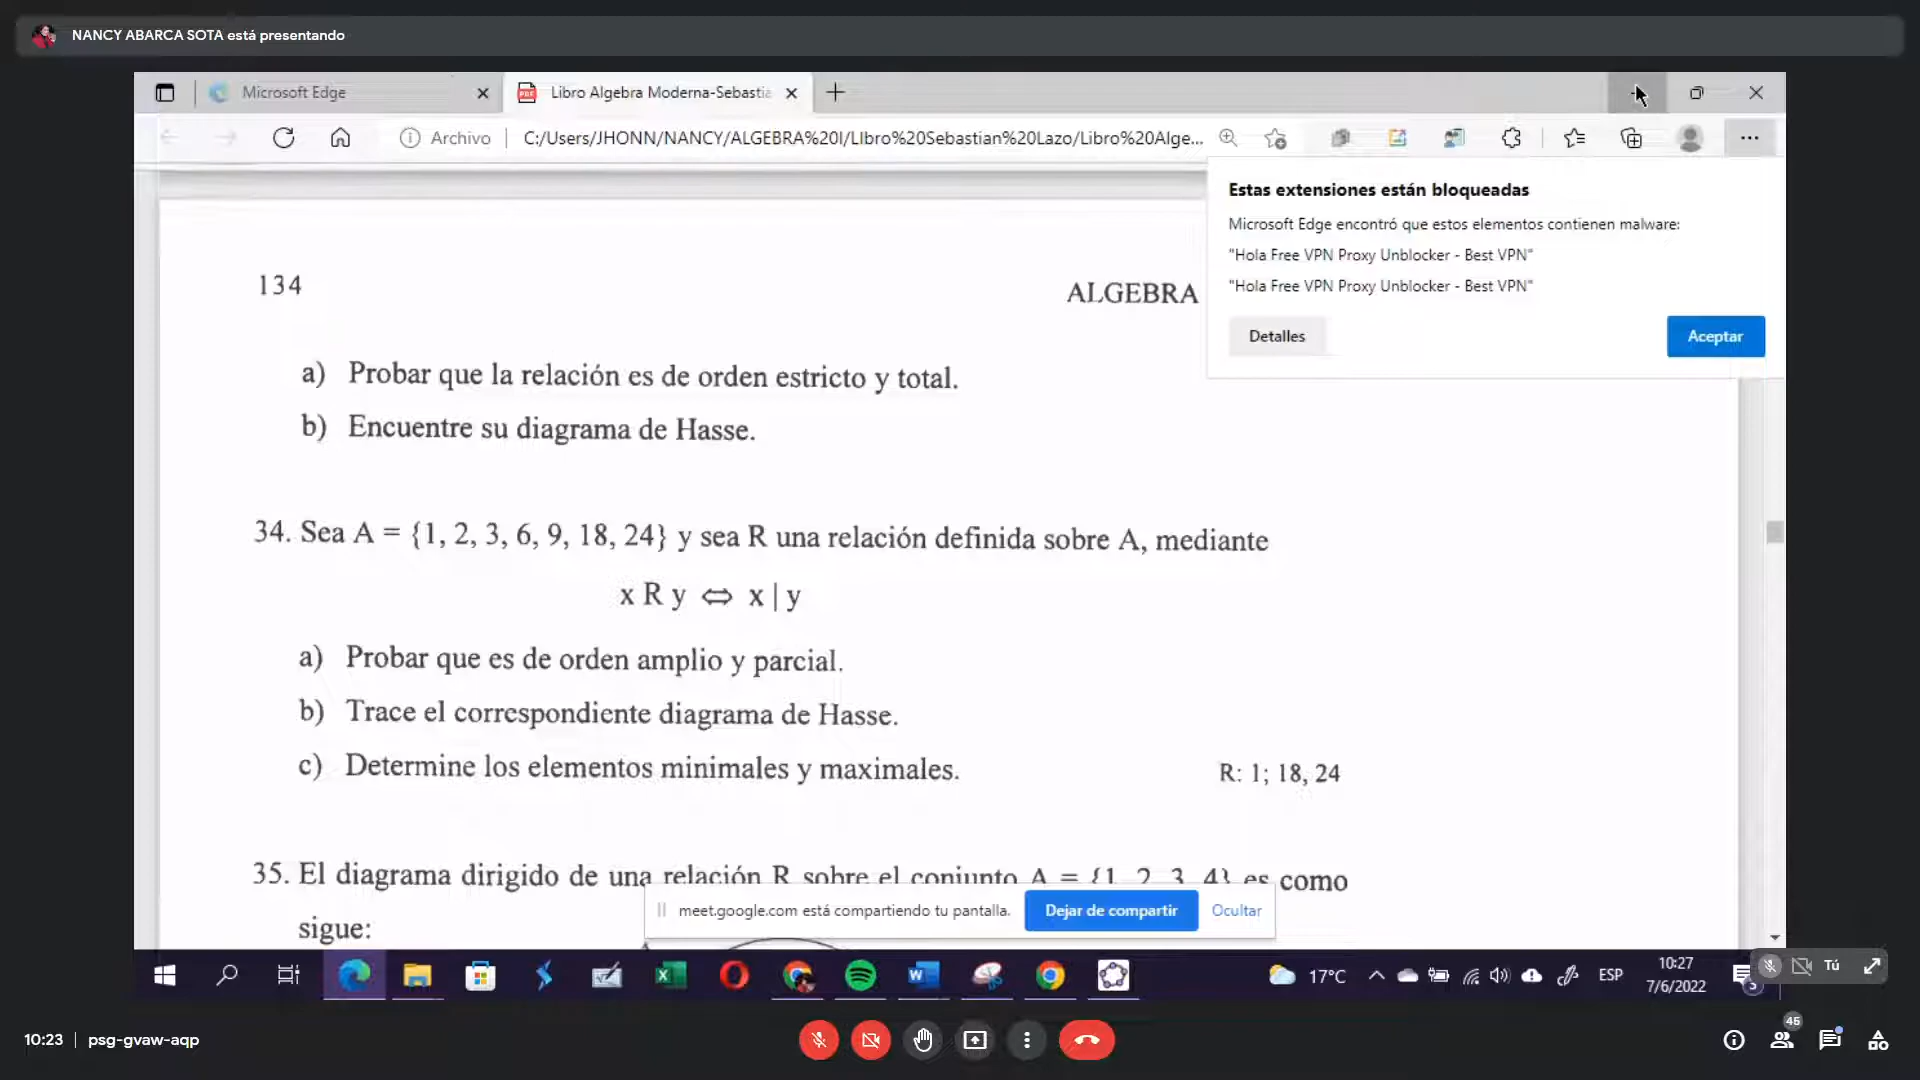 NANCY ABARCA SOTA está presentando
Microsoft Edge
Libro Algebra Moderna-Sebastia
Archivo
C:/Users/JHONN/NANCY/ALGEBRA%20I/LIbro%20Sebastian%20Lazo/Libro%20Alge...
Estas extensiones están bloqueadas
Microsoft Edge encontró que estos elementos contienen malware:
"Hola Free VPN Proxy Unblocker - Best VPN"
"Hola Free VPN Proxy Unblocker - Best VPN"
Detalles
Aceptar
134
ALGEBRA
a) Probar que la relación es de orden estricto y total.
b) Encuentre su diagrama de Hasse.
34. Sea A = {1, 2, 3, 6, 9, 18, 24} y sea R una relación definida sobre A, mediante
x R y ⇔ x | y
a) Probar que es de orden amplio y parcial.
b) Trace el correspondiente diagrama de Hasse.
c) Determine los elementos minimales y maximales.
R: 1; 18, 24
35. El diagrama dirigido de una relación R sobre el conjunto A = {1, 2, 3, 4} es como
sigue:
meet.google.com está compartiendo tu pantalla.
Dejar de compartir
Ocultar
17°C
ESP
10:27
7/6/2022
3
Tú
10:23
psg-gvaw-aqp
45